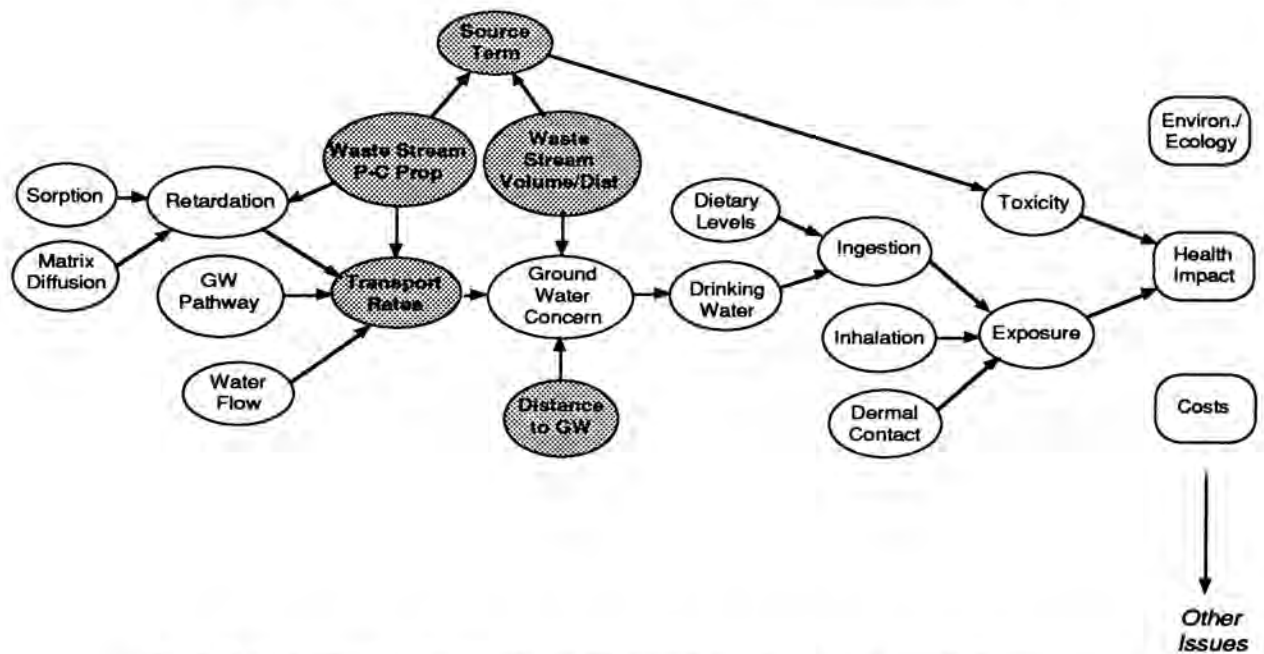 Source
Term
Waste Stream
P-C Prop
Waste
Stream
Volume/Dist
Environ./
Ecology
Sorption
Retardation
Dietary
Levels
Toxicity
Matrix
Diffusion
GW
Pathway
Transport
Rates
Ground
Water
Concern
Drinking
Water
Ingestion
Health
Impact
Inhalation
Exposure
Water
Flow
Distance
to GW
Dermal
Contact
Costs
Other
Issues